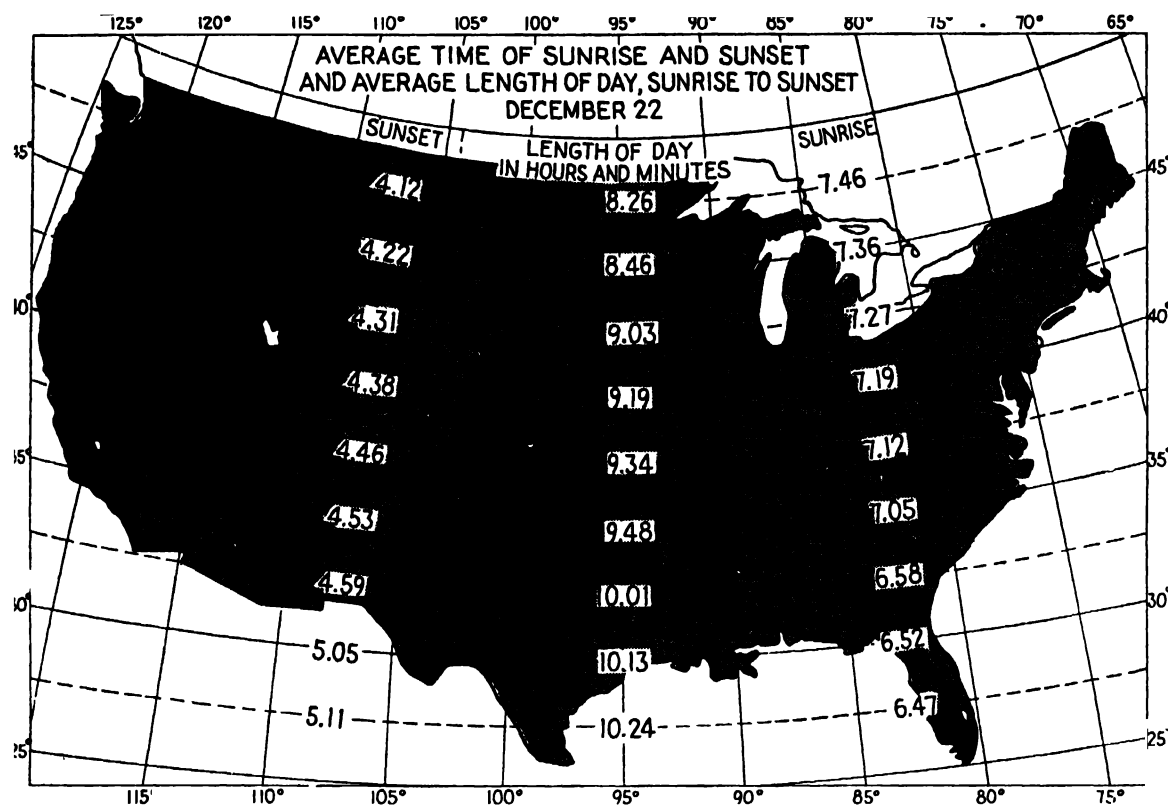 125° 120° 115° 110° 105° 100° 95° 90° 85° 80° 75° 70° 65°
AVERAGE TIME OF SUNRISE AND SUNSET
AND AVERAGE LENGTH OF DAY, SUNRISE TO SUNSET
DECEMBER 22
SUNSET
LENGTH OF DAY
IN HOURS AND MINUTES
SUNRISE
45° 45°
4.12 8.26 7.46
4.22 8.46 7.36
40° 4.31 9.03 7.27 40°
4.38 9.19 7.19
35° 4.46 9.34 7.12 35°
4.53 9.48 7.05
30° 4.59 10.01 6.58 30°
5.05 10.13 6.52
5.11 10.24 6.47
25° 25°
115° 110° 105° 100° 95° 90° 85° 80° 75°